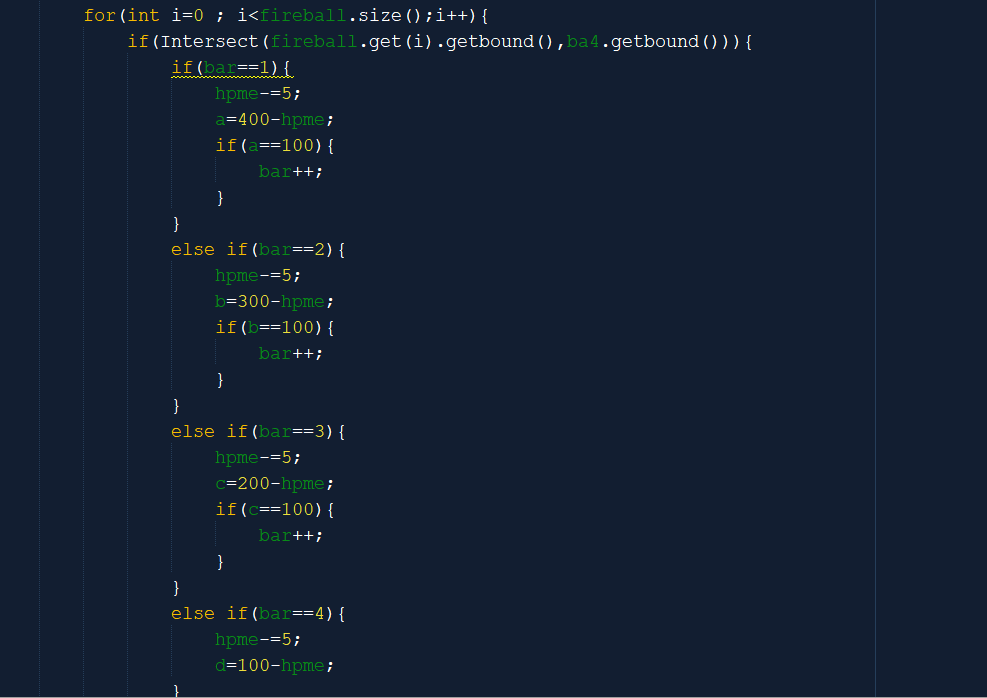 for(int i=0 ; i<fireball.size();i++){
if(Intersect(fireball.get(i).getbound(),ba4.getbound())){
if(bar==1){
hpme-=5;
a=400-hpme;
if(a==100){
bar++;
}
}
else if(bar==2){
hpme-=5;
b=300-hpme;
if(b==100){
bar++;
}
}
else if(bar==3){
hpme-=5;
c=200-hpme;
if(c==100){
bar++;
}
}
else if(bar==4){
hpme-=5;
d=100-hpme;
}